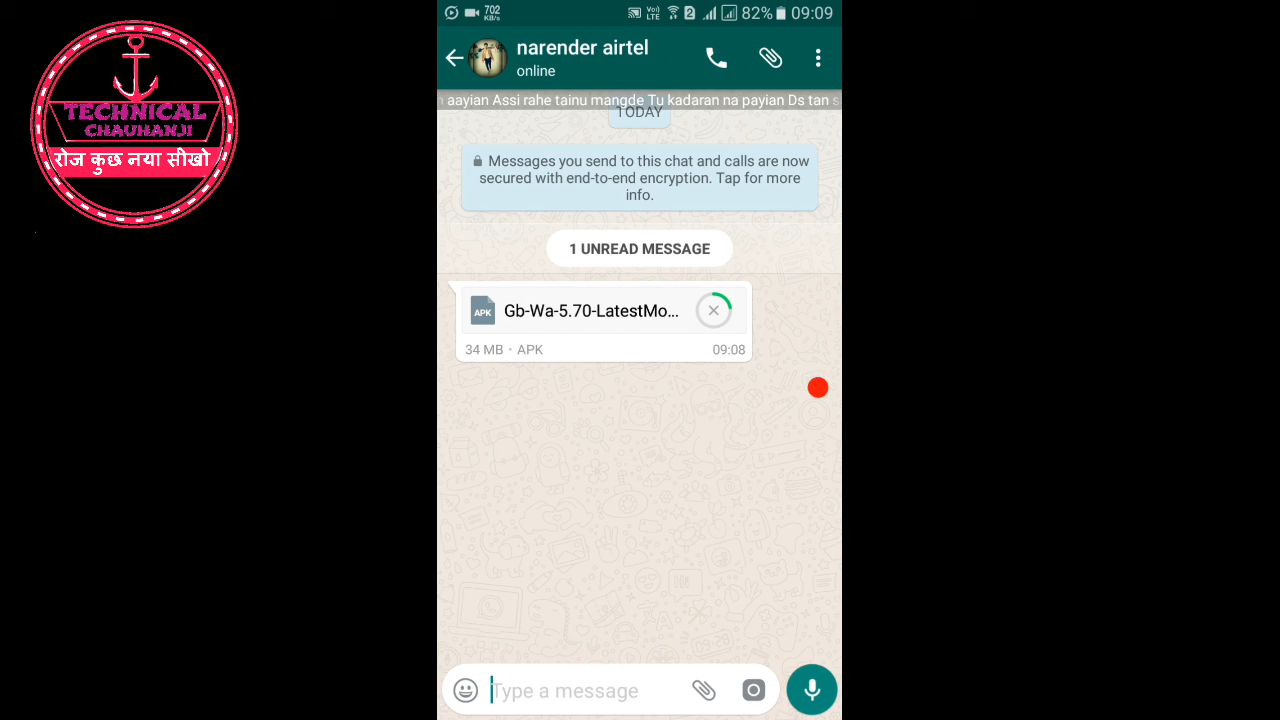 TECHNICAL
CHAUHANJI
रोज कुछ नया सीखो
702
KB/s
Vo)
LTE
2
82%
09:09
narender airtel
online
aayian Assi rahe tainu mangde Tu kadaran na payian Ds tan s
TODAY
Messages you send to this chat and calls are now
secured with end-to-end encryption. Tap for more
info.
1 UNREAD MESSAGE
APK
Gb-Wa-5.70-LatestMo...
34 MB · APK
09:08
Type a message